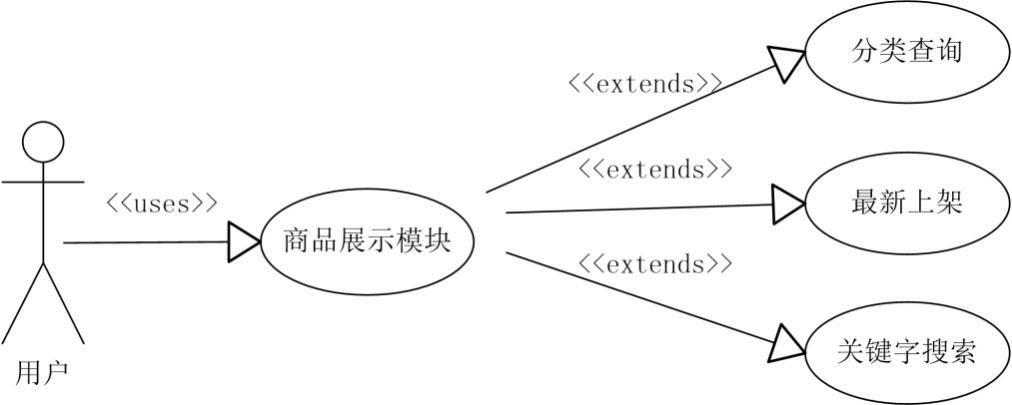 分类查询
<<extends>>
<<extends>>
最新上架
<<uses>>
商品展示模块
<<extends>>
关键字搜索
用户